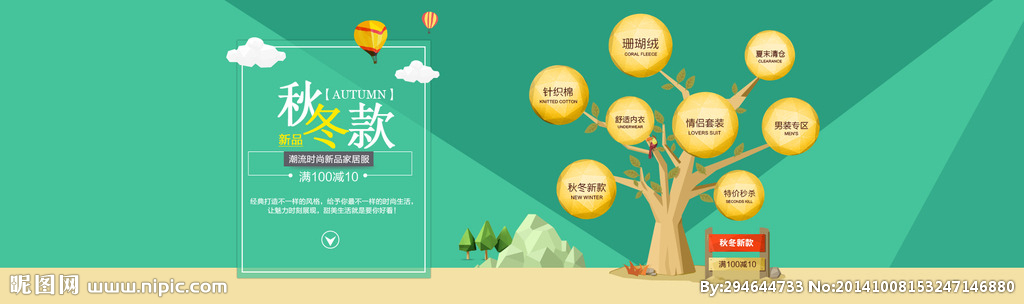 秋冬款
【 AUTUMN 】
新品
潮流时尚新品家居服
满100减10
经典打造不一样的风格，给予你最不一样的时尚生活，
让魅力时刻展现，甜美生活就是要你好看！
珊瑚绒
CORAL FLEECE
夏末清仓
CLEARANCE
针织棉
KNITTED COTTON
舒适内衣
UNDERWEAR
情侣套装
LOVERS SUIT
男装专区
MEN'S
秋冬新款
NEW WINTER
特价秒杀
SECONDS KILL
秋冬新款
满100减10
昵图网 www.nipic.com
By:294644733 No:20141008153247146880